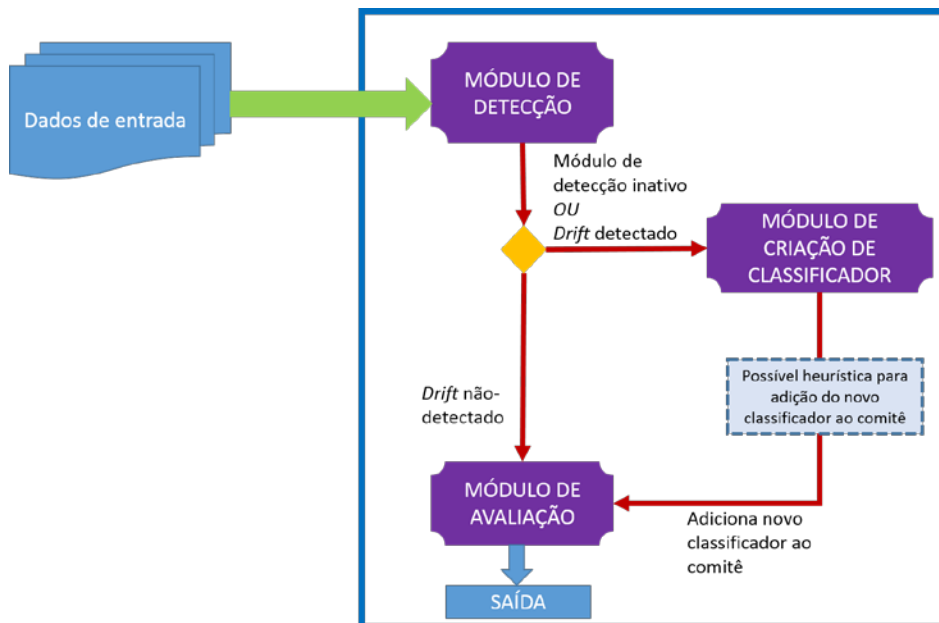 Dados de entrada
MÓDULO DE
DETECÇÃO
Módulo de
detecção inativo
OU
Drift detectado
MÓDULO DE
CRIAÇÃO DE
CLASSIFICADOR
Possível heurística para
adição do novo
classificador ao comitê
Drift não-
detectado
MÓDULO DE
AVALIAÇÃO
Adiciona novo
classificador ao
comitê
SAÍDA